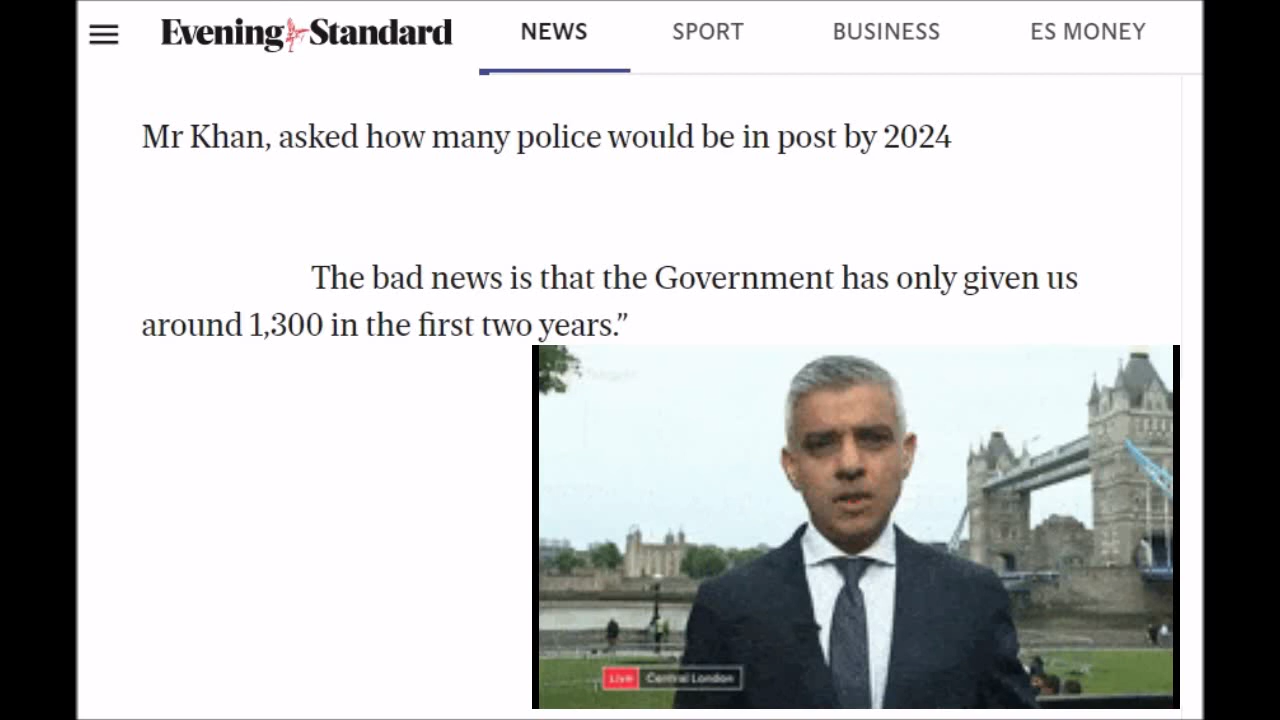 Evening Standard NEWS SPORT BUSINESS ES MONEY
Mr Khan, asked how many police would be in post by 2024
The bad news is that the Government has only given us
around 1,300 in the first two years.”
Live Central London